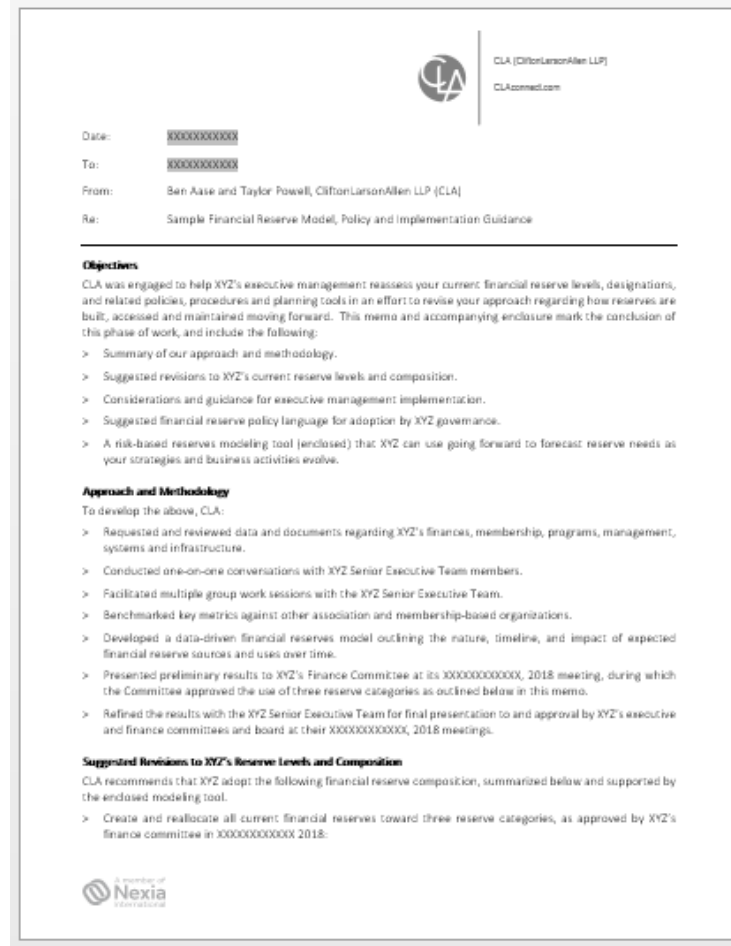 CLA
CLA (CliftonLarsonAllen LLP)
CLAconnect.com
Date: XXXXXXXXXXX
To: XXXXXXXXXXX
From: Ben Aase and Taylor Powell, CliftonLarsonAllen LLP (CLA)
Re: Sample Financial Reserve Model, Policy and Implementation Guidance
Objectives
CLA was engaged to help XYZ's executive management reassess your current financial reserve levels, designations,
and related policies, procedures and planning tools in an effort to revise your approach regarding how reserves are
built, accessed and maintained moving forward. This memo and accompanying enclosure mark the conclusion of
this phase of work, and include the following:
> Summary of our approach and methodology.
> Suggested revisions to XYZ's current reserve levels and composition.
> Considerations and guidance for executive management implementation.
> Suggested financial reserve policy language for adoption by XYZ governance.
> A risk-based reserves modeling tool (enclosed) that XYZ can use going forward to forecast reserve needs as
your strategies and business activities evolve.
Approach and Methodology
To develop the above, CLA:
> Requested and reviewed data and documents regarding XYZ's finances, membership, programs, management,
systems and infrastructure.
> Conducted one-on-one conversations with XYZ Senior Executive Team members.
> Facilitated multiple group work sessions with the XYZ Senior Executive Team.
> Benchmarked key metrics against other association and membership-based organizations.
> Developed a data-driven financial reserves model outlining the nature, timeline, and impact of expected
financial reserve sources and uses over time.
> Presented preliminary results to XYZ's Finance Committee at its XXXXXXXXXXXX, 2018 meeting, during which
the Committee approved the use of three reserve categories as outlined below in this memo.
> Refined the results with the XYZ Senior Executive Team for final presentation to and approval by XYZ's executive
and finance committees and board at their XXXXXXXXXXXX, 2018 meetings.
Suggested Revisions to XYZ's Reserve Levels and Composition
CLA recommends that XYZ adopt the following financial reserve composition, summarized below and supported by
the enclosed modeling tool.
> Create and reallocate all current financial reserves toward three reserve categories, as approved by XYZ's
finance committee in XXXXXXXXXXXX 2018:
A member of
Nexia
International